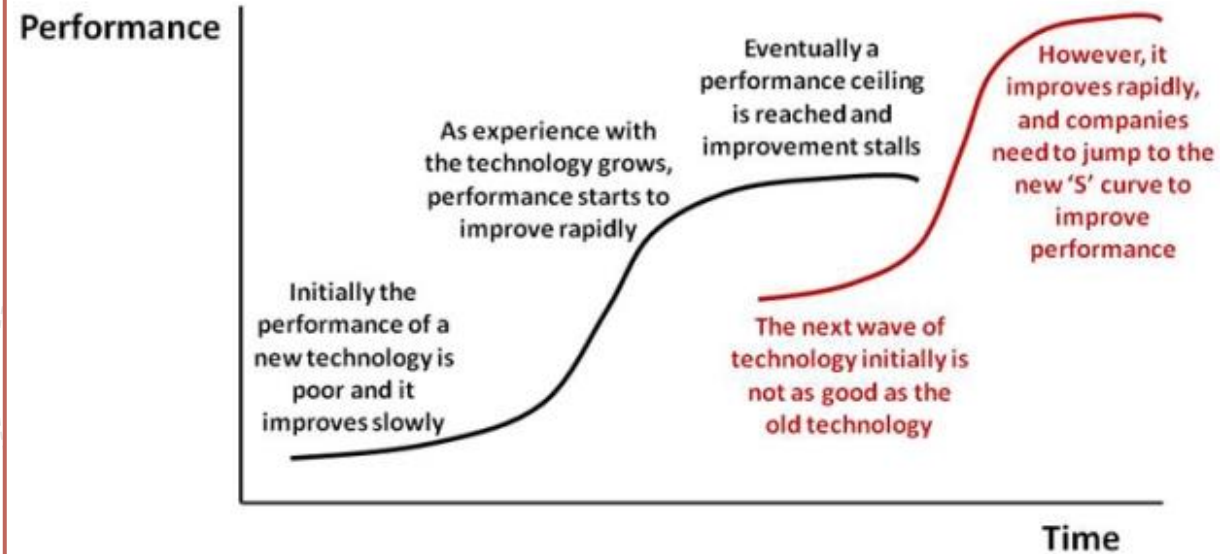 Performance
Initially the
performance of a
new technology is
poor and it
improves slowly
As experience with
the technology grows,
performance starts to
improve rapidly
Eventually a
performance ceiling
is reached and
improvement stalls
The next wave of
technology initially is
not as good as the
old technology
However, it
improves rapidly,
and companies
need to jump to the
new ‘S’ curve to
improve
performance
Time